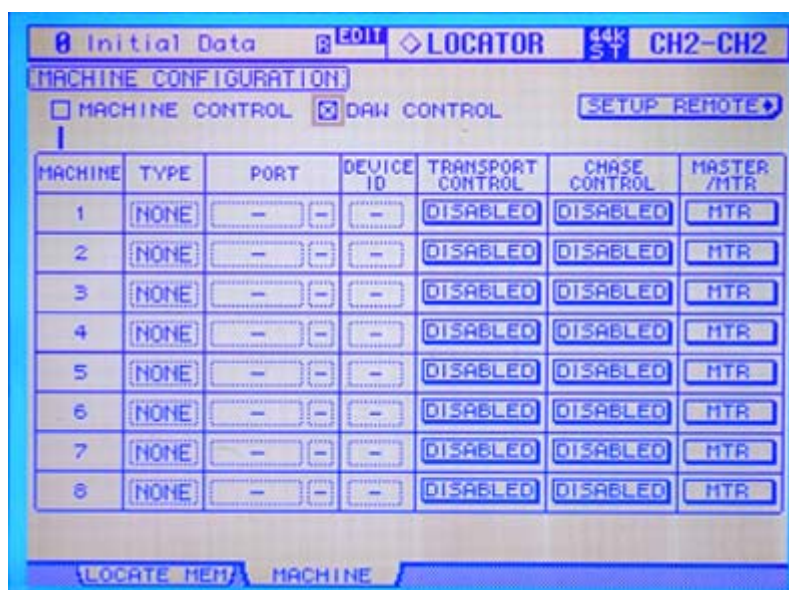 0 Initial Data R EDIT ◇LOCATOR 44k ST CH2-CH2
MACHINE CONFIGURATION
MACHINE CONTROL DAW CONTROL SETUP REMOTE
MACHINE TYPE PORT DEVICE ID TRANSPORT CONTROL CHASE CONTROL MASTER /MTR
1 NONE - - - DISABLED DISABLED MTR
2 NONE - - - DISABLED DISABLED MTR
3 NONE - - - DISABLED DISABLED MTR
4 NONE - - - DISABLED DISABLED MTR
5 NONE - - - DISABLED DISABLED MTR
6 NONE - - - DISABLED DISABLED MTR
7 NONE - - - DISABLED DISABLED MTR
8 NONE - - - DISABLED DISABLED MTR
LOCATE MEM/ MACHINE